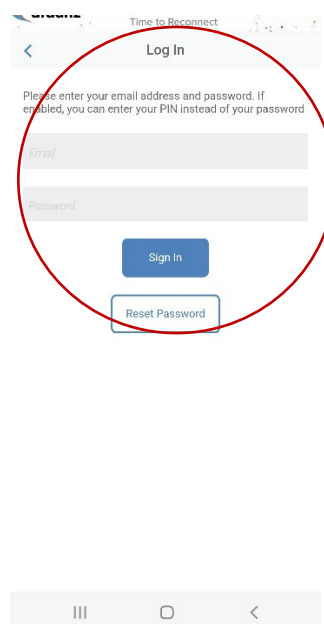 Time to Reconnect
Log In
Please enter your email address and password. If
enabled, you can enter your PIN instead of your password
Email
Password
Sign In
Reset Password